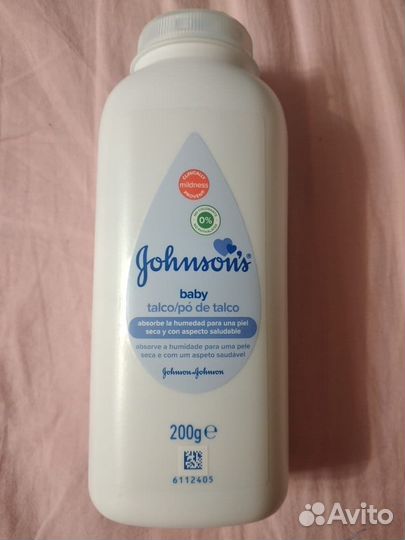 CLINICALLY
mildness
PROVEN
0%
Johnson's®
baby
talco/pó de talco
absorbe la humedad para una piel
seca y con aspecto saludable
absorve a humidade para uma pele
seca e com um aspeto saudável
Johnson & Johnson
200g℮
6112405
Avito